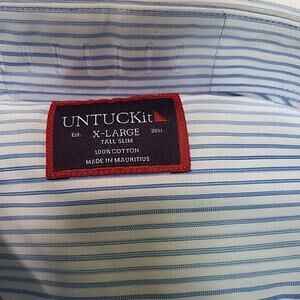 UNTUCKit
Est. X-LARGE 2011
TALL SLIM
100% COTTON
MADE IN MAURITIUS